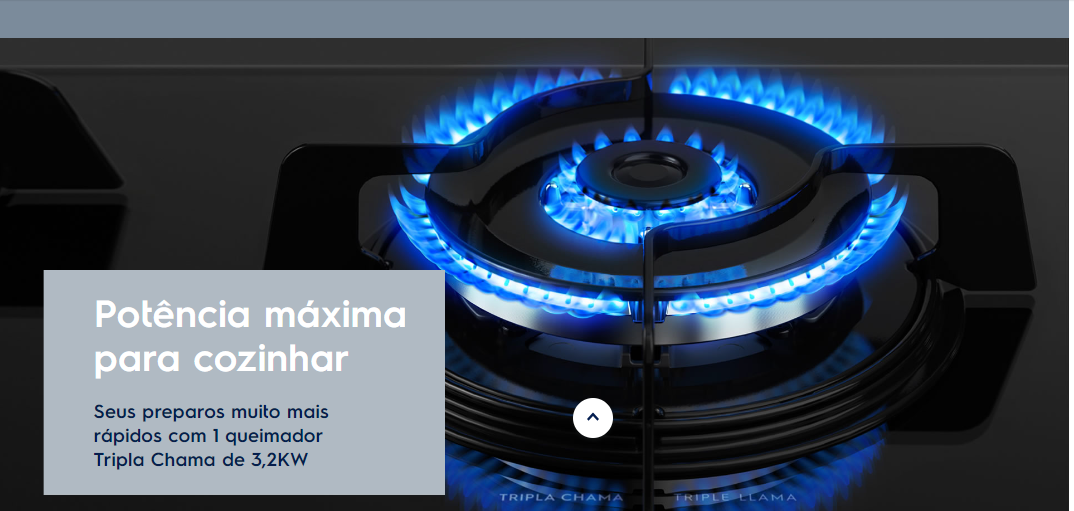 Potência máxima
para cozinhar
Seus preparos muito mais
rápidos com 1 queimador
Tripla Chama de 3,2KW
TRIPLA CHAMA TRIPLE LLAMA